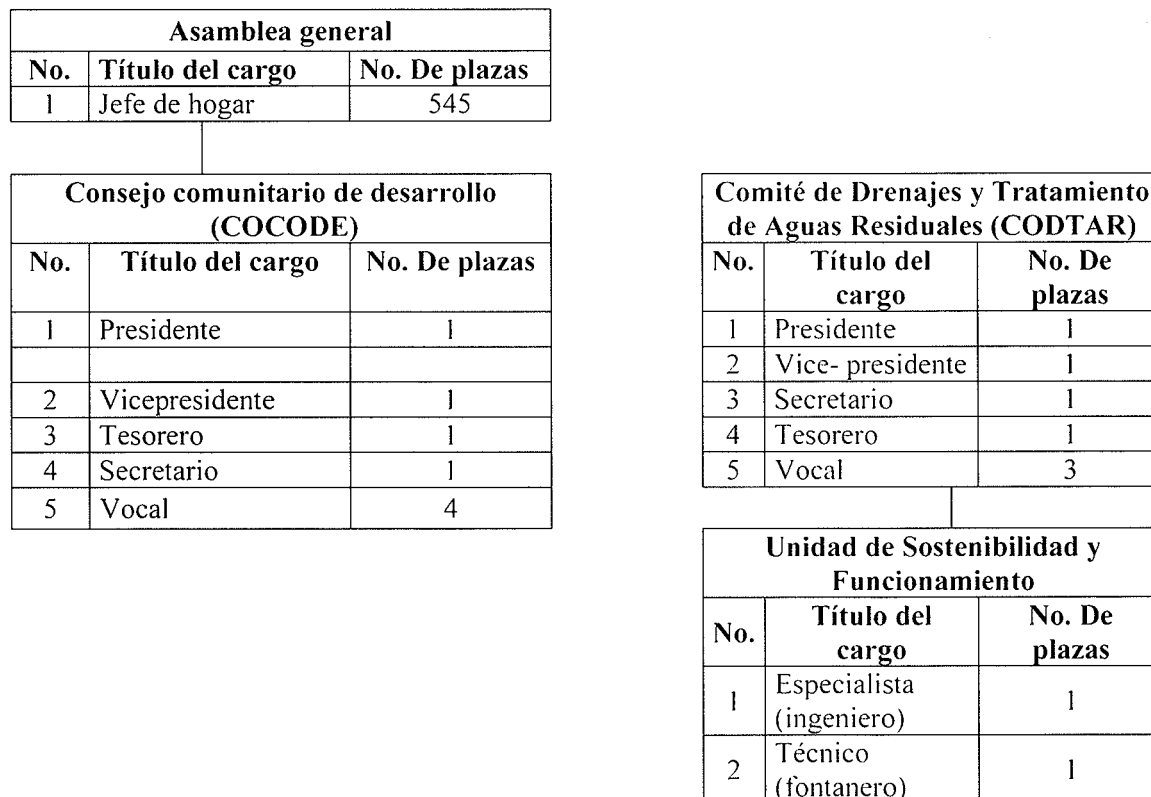 Asamblea general
No. Título del cargo No. De plazas
1 Jefe de hogar 545
Consejo comunitario de desarrollo
(COCODE)
No. Título del cargo No. De plazas
1 Presidente 1
2 Vicepresidente 1
3 Tesorero 1
4 Secretario 1
5 Vocal 4
Comité de Drenajes y Tratamiento
de Aguas Residuales (CODTAR)
No. Título del No. De
cargo plazas
1 Presidente 1
2 Vice- presidente 1
3 Secretario 1
4 Tesorero 1
5 Vocal 3
Unidad de Sostenibilidad y
Funcionamiento
No. Título del No. De
cargo plazas
1 Especialista 1
(ingeniero)
2 Técnico 1
(fontanero)